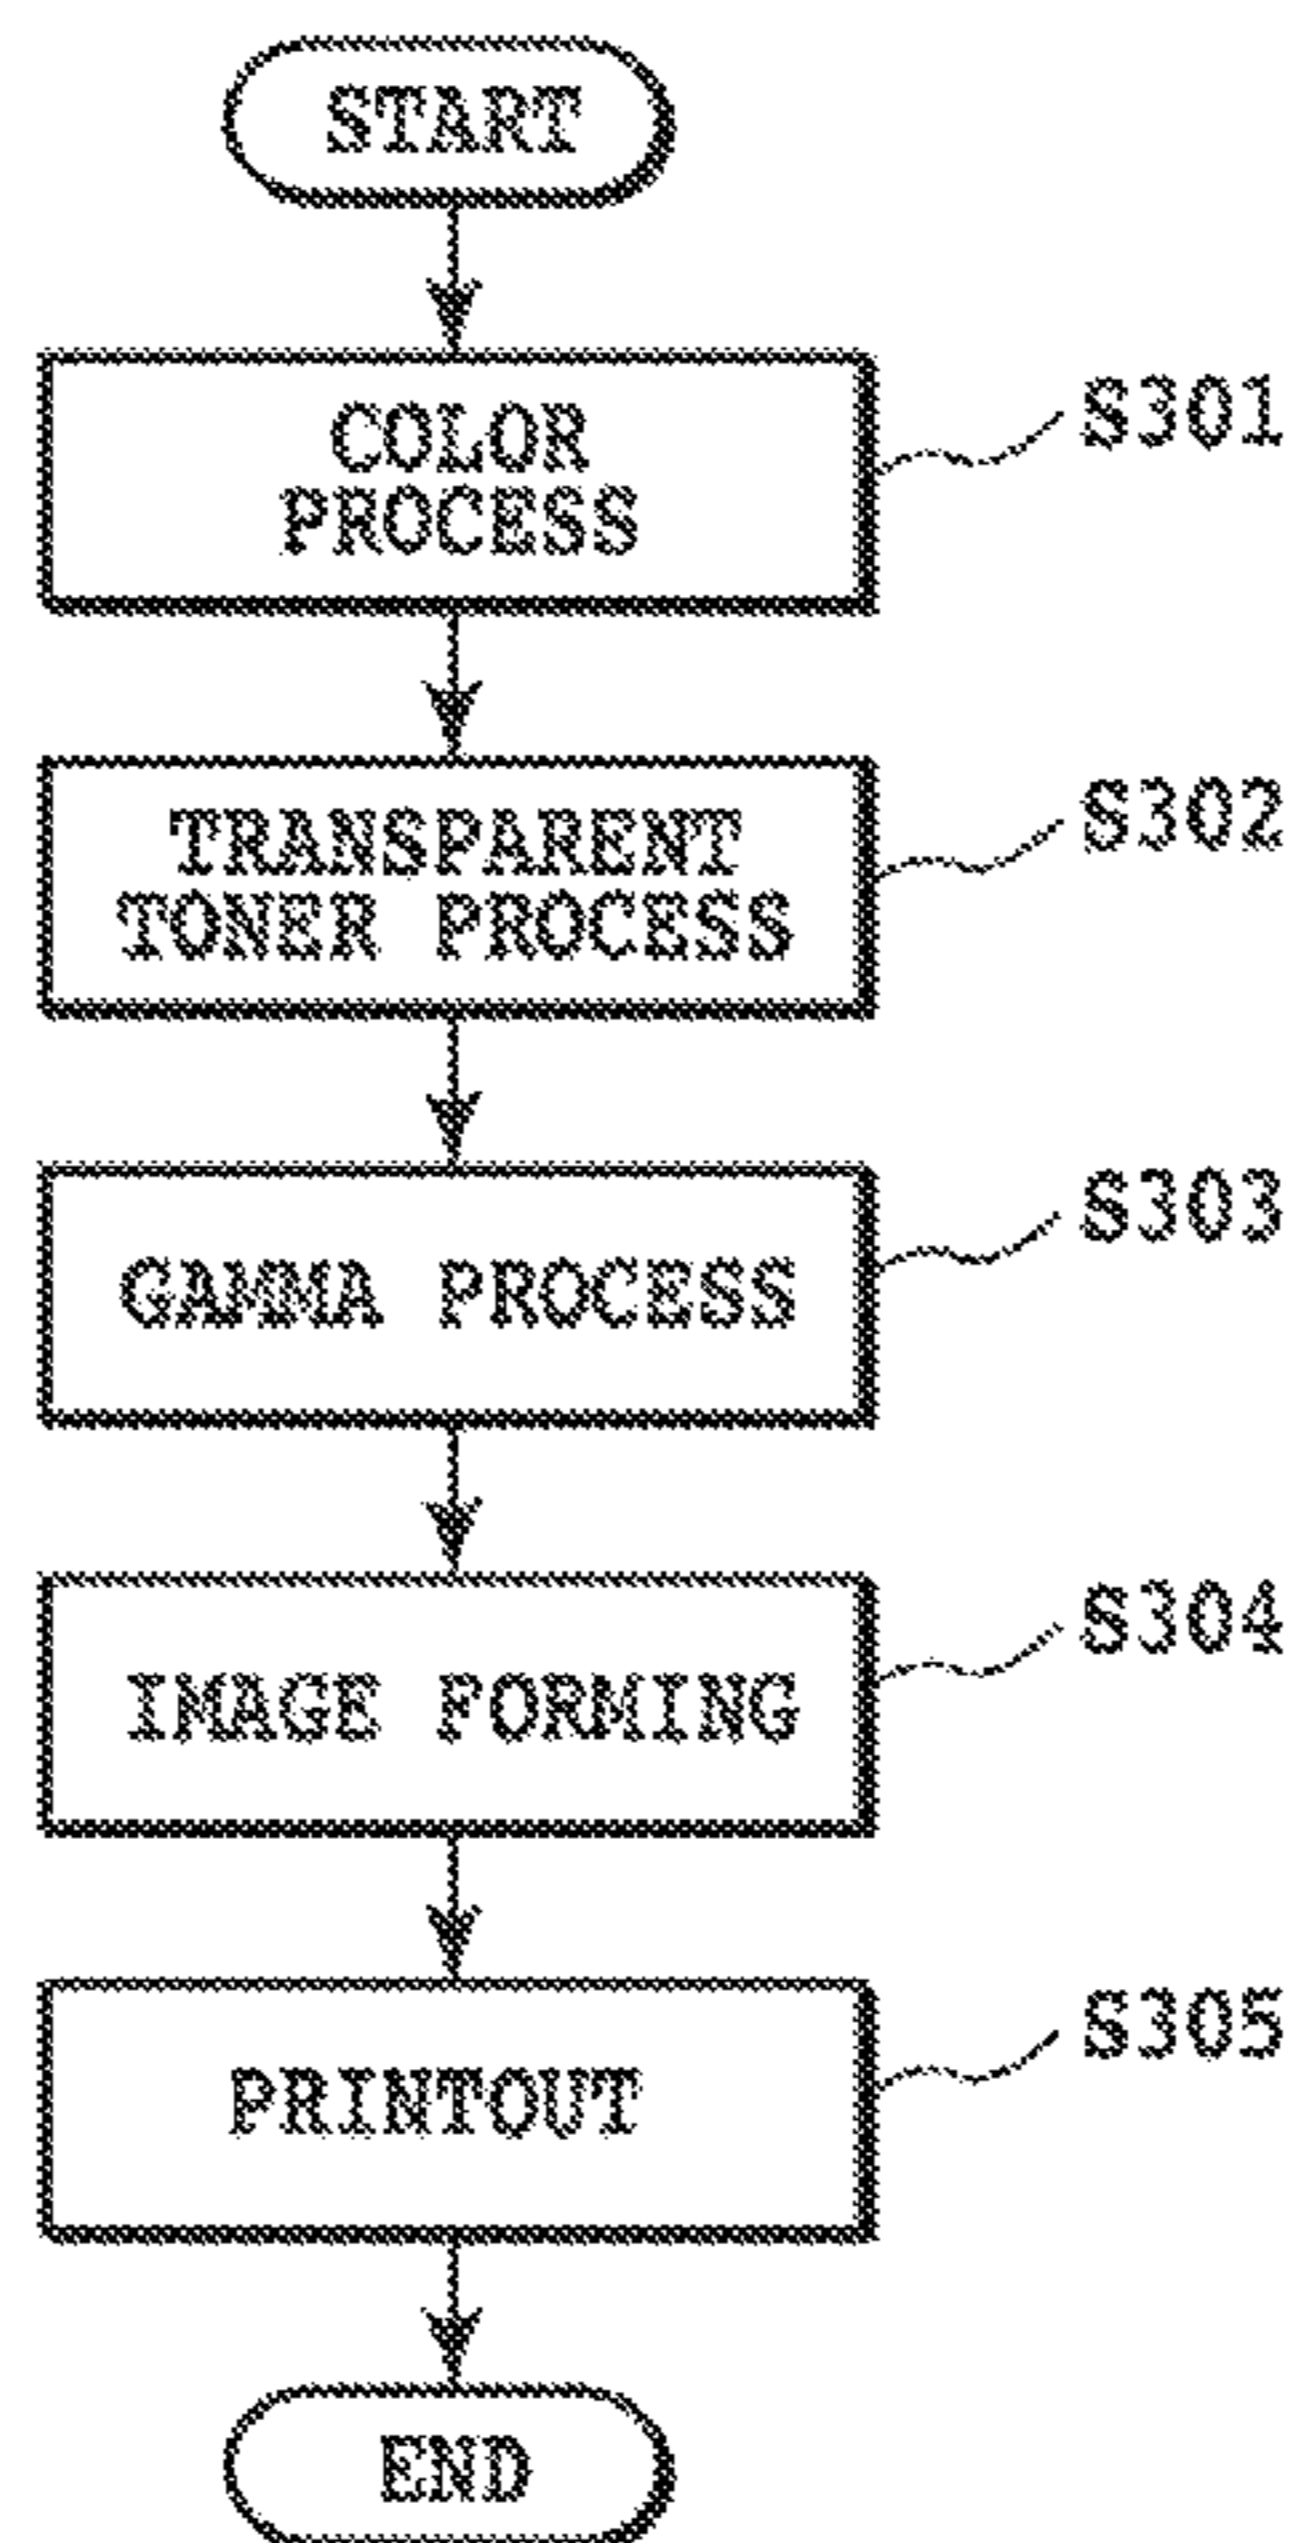 START
COLOR
PROCESS
S301
TRANSPARENT
TONER PROCESS
S302
GAMMA PROCESS
S303
IMAGE FORMING
S304
PRINTOUT
S305
END